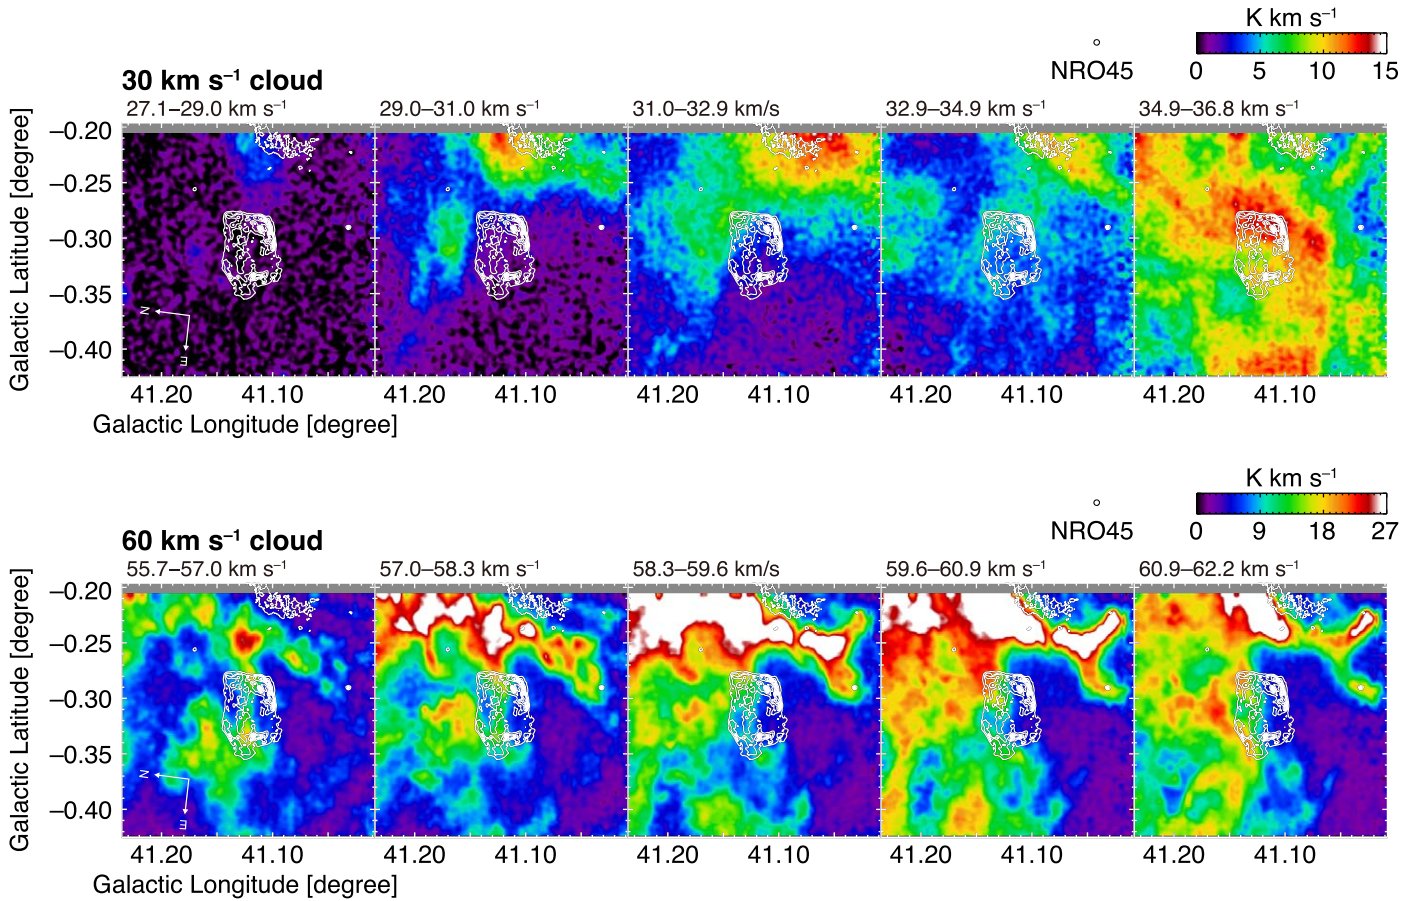 K km s⁻¹
NRO45
0 5 10 15
30 km s⁻¹ cloud
27.1–29.0 km s⁻¹ 29.0–31.0 km s⁻¹ 31.0–32.9 km/s 32.9–34.9 km s⁻¹ 34.9–36.8 km s⁻¹
Galactic Latitude [degree]
−0.20
−0.25
−0.30
−0.35
−0.40
N
E
41.20 41.10 41.20 41.10 41.20 41.10 41.20 41.10 41.20 41.10
Galactic Longitude [degree]
K km s⁻¹
NRO45
0 9 18 27
60 km s⁻¹ cloud
55.7–57.0 km s⁻¹ 57.0–58.3 km s⁻¹ 58.3–59.6 km/s 59.6–60.9 km s⁻¹ 60.9–62.2 km s⁻¹
Galactic Latitude [degree]
−0.20
−0.25
−0.30
−0.35
−0.40
N
E
41.20 41.10 41.20 41.10 41.20 41.10 41.20 41.10 41.20 41.10
Galactic Longitude [degree]